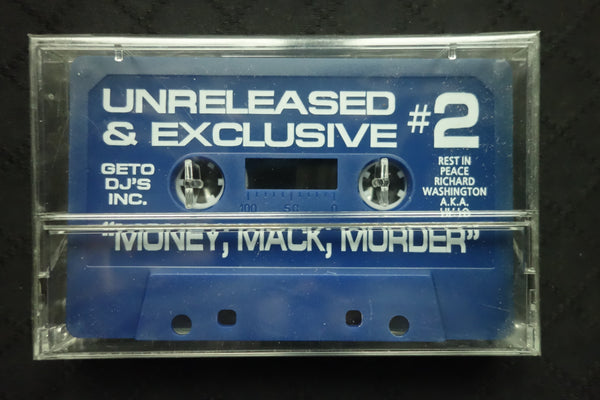 UNRELEASED
& EXCLUSIVE #2
GETO
DJ'S
INC.
REST IN
PEACE
RICHARD
WASHINGTON
A.K.A.
100 50 0
"MONEY, MACK, MURDER"